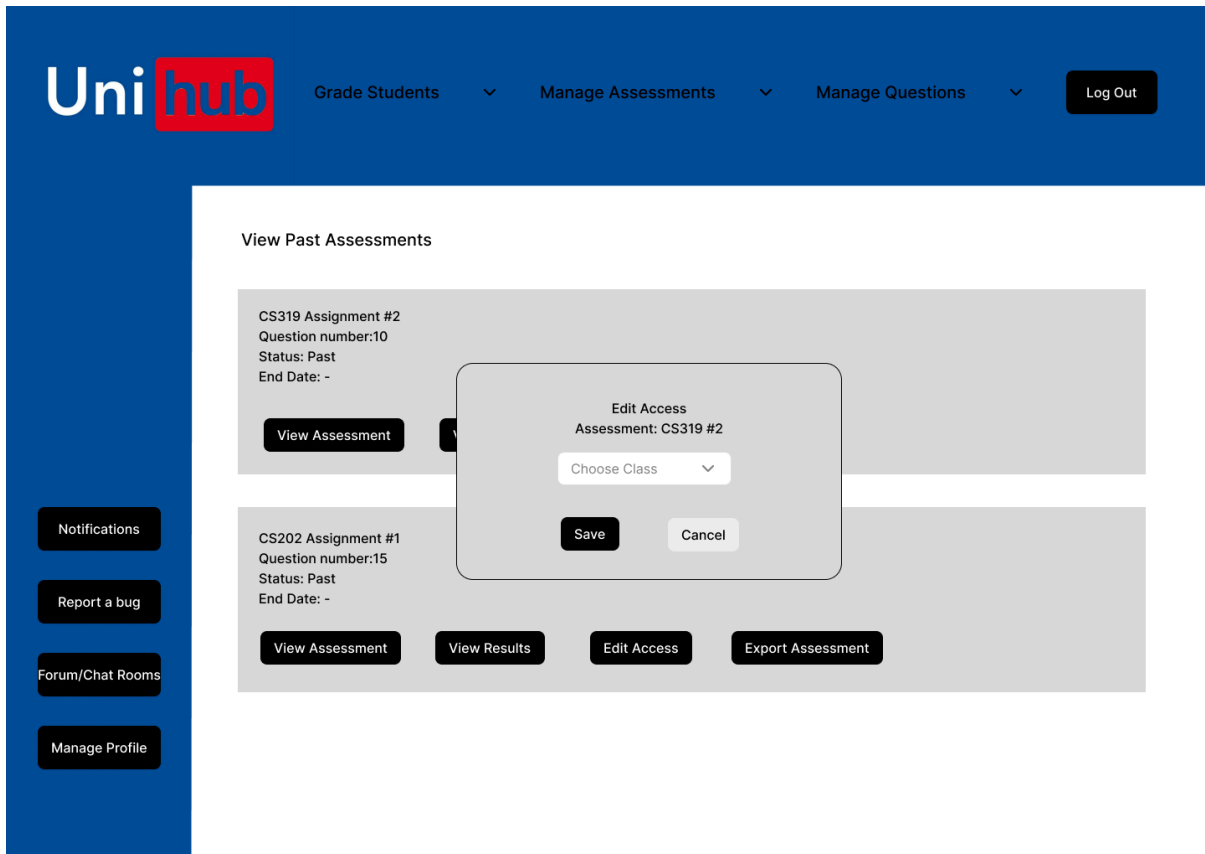 Uni hub
Grade Students
Manage Assessments
Manage Questions
Log Out
View Past Assessments
CS319 Assignment #2
Question number:10
Status: Past
End Date: -
View Assessment
Edit Access
Assessment: CS319 #2
Choose Class
Save
Cancel
CS202 Assignment #1
Question number:15
Status: Past
End Date: -
View Assessment
View Results
Edit Access
Export Assessment
Notifications
Report a bug
Forum/Chat Rooms
Manage Profile